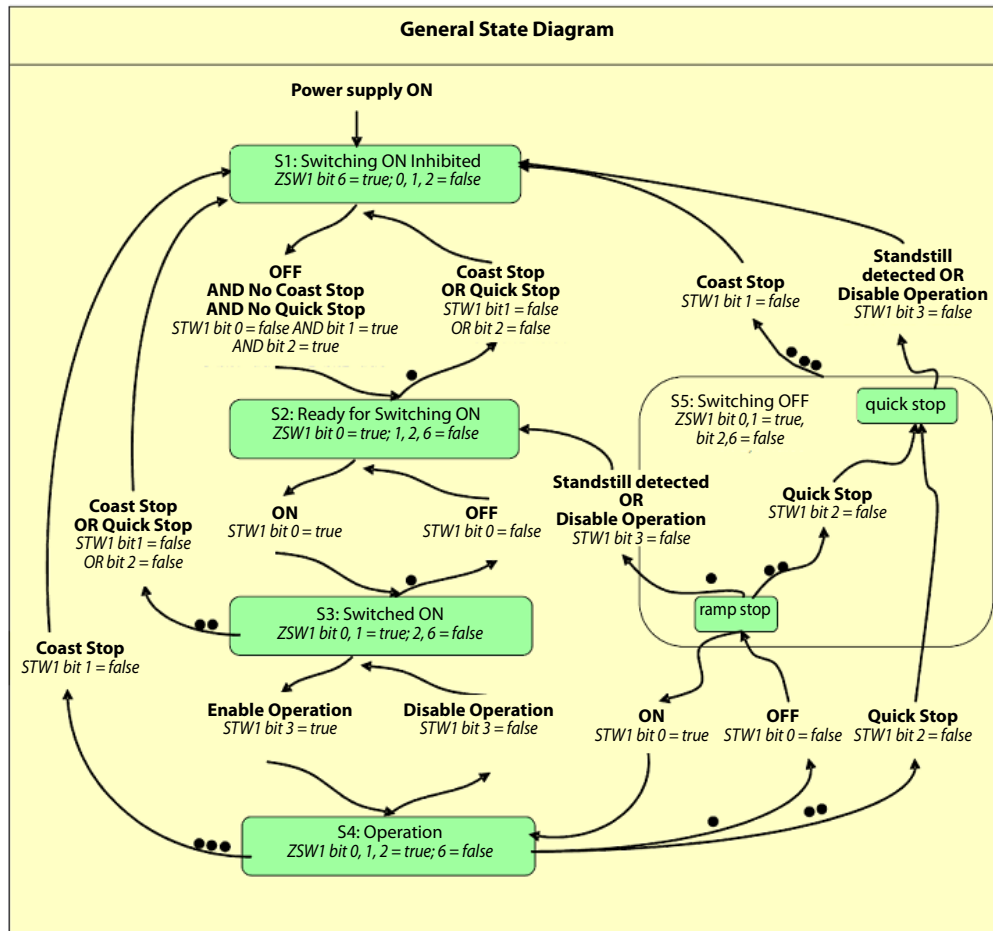 General State Diagram
Power supply ON
S1: Switching ON Inhibited
ZSW1 bit 6 = true; 0, 1, 2 = false
OFF
AND No Coast Stop
AND No Quick Stop
STW1 bit 0 = false AND bit 1 = true
AND bit 2 = true
Coast Stop
OR Quick Stop
STW1 bit1 = false
OR bit 2 = false
Coast Stop
STW1 bit 1 = false
Standstill
detected OR
Disable Operation
STW1 bit 3 = false
S2: Ready for Switching ON
ZSW1 bit 0 = true; 1, 2, 6 = false
S5: Switching OFF
ZSW1 bit 0,1 = true,
bit 2,6 = false
quick stop
Coast Stop
OR Quick Stop
STW1 bit1 = false
OR bit 2 = false
ON
STW1 bit 0 = true
OFF
STW1 bit 0 = false
Standstill detected
OR
Disable Operation
STW1 bit 3 = false
Quick Stop
STW1 bit 2 = false
S3: Switched ON
ZSW1 bit 0, 1 = true; 2, 6 = false
ramp stop
Coast Stop
STW1 bit 1 = false
Enable Operation
STW1 bit 3 = true
Disable Operation
STW1 bit 3 = false
ON
STW1 bit 0 = true
OFF
STW1 bit 0 = false
Quick Stop
STW1 bit 2 = false
S4: Operation
ZSW1 bit 0, 1, 2 = true; 6 = false